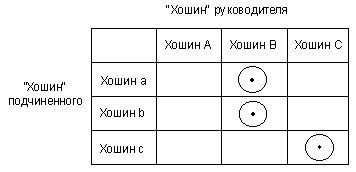 "Хошин" руководителя
Хошин A Хошин B Хошин C
"Хошин"
подчиненного
Хошин a
Хошин b
Хошин c